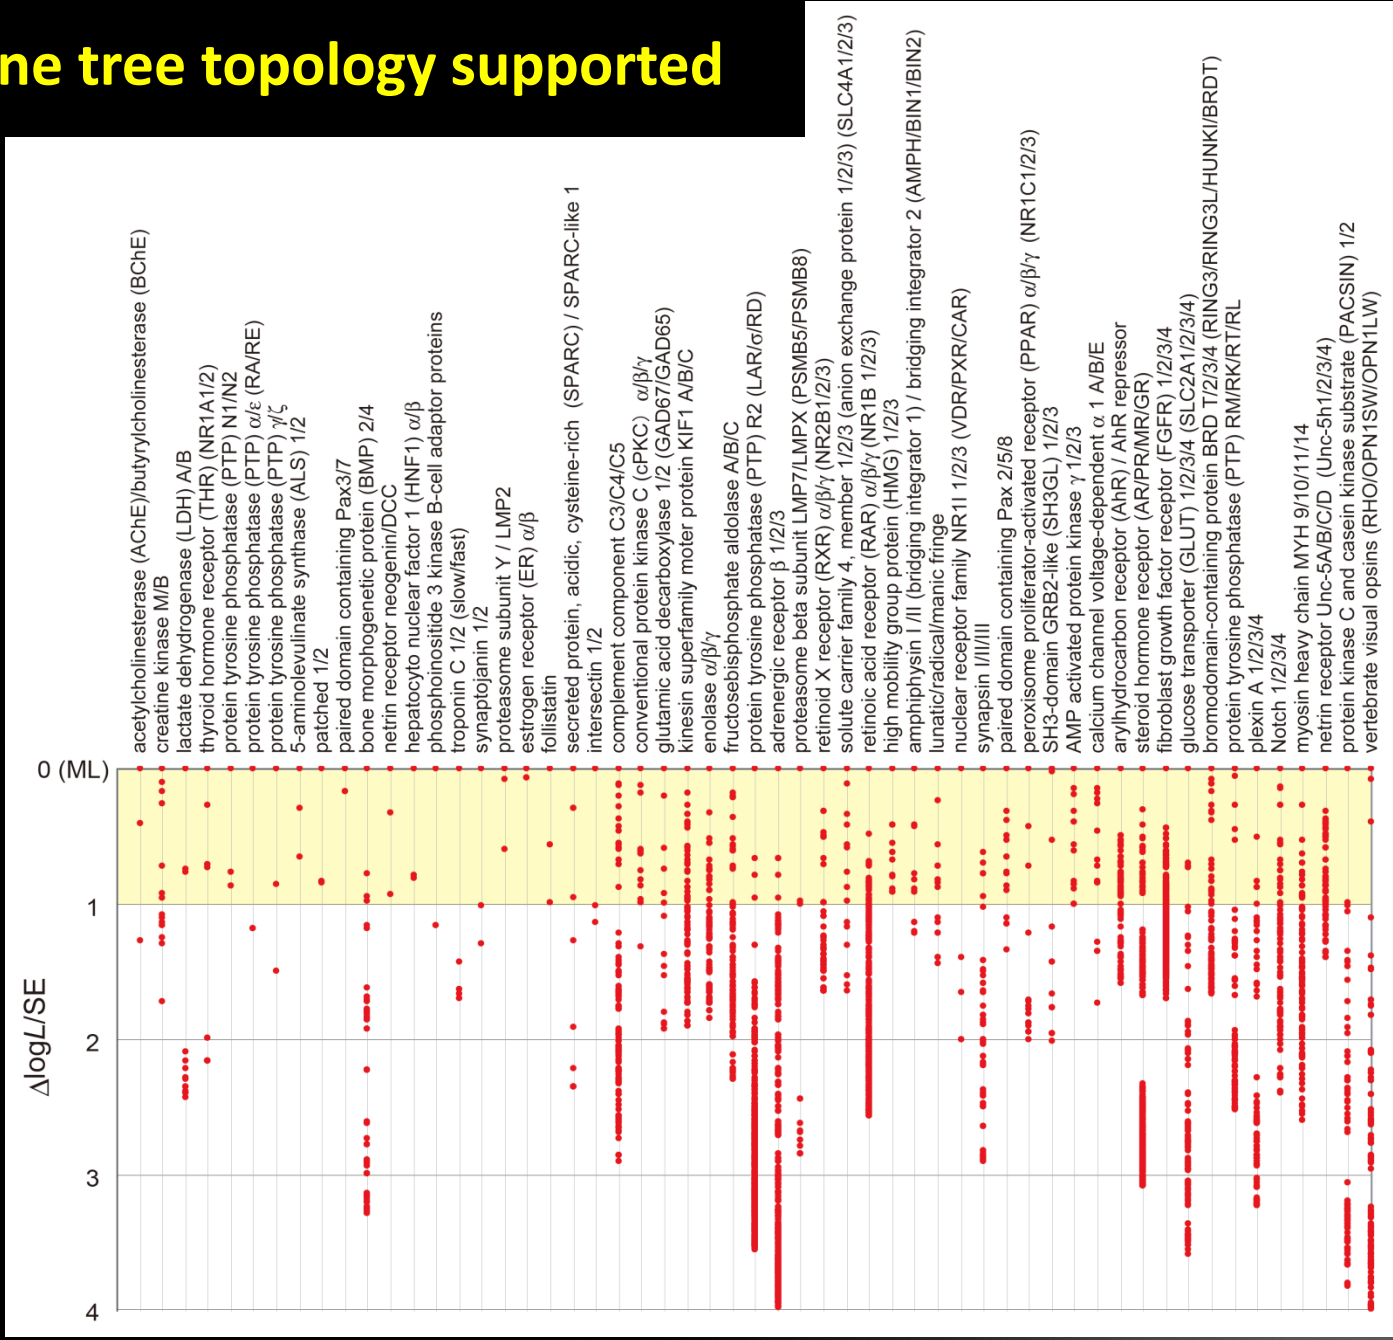 ne tree topology supported
acetylcholinesterase (AChE)/butyrylcholinesterase (BChE)
creatine kinase M/B
lactate dehydrogenase (LDH) A/B
thyroid hormone receptor (THR) (NR1A1/2)
protein tyrosine phosphatase (PTP) N1/N2
protein tyrosine phosphatase (PTP) α/ε (RA/RE)
protein tyrosine phosphatase (PTP) γ/ζ
5-aminolevulinate synthase (ALS) 1/2
patched 1/2
paired domain containing Pax3/7
bone morphogenetic protein (BMP) 2/4
netrin receptor neogenin/DCC
hepatocyto nuclear factor 1 (HNF1) α/β
phosphoinositide 3 kinase B-cell adaptor proteins
troponin C 1/2 (slow/fast)
synaptojanin 1/2
proteasome subunit Y / LMP2
estrogen receptor (ER) α/β
follistatin
secreted protein, acidic, cysteine-rich (SPARC) / SPARC-like 1
intersectin 1/2
complement component C3/C4/C5
conventional protein kinase C (cPKC) α/β/γ
glutamic acid decarboxylase 1/2 (GAD67/GAD65)
kinesin superfamily moter protein KIF1 A/B/C
enolase α/β/γ
fructosebisphosphate aldolase A/B/C
protein tyrosine phosphatase (PTP) R2 (LAR/σ/RD)
adrenergic receptor β 1/2/3
proteasome beta subunit LMP7/LMPX (PSMB5/PSMB8)
retinoid X receptor (RXR) α/β/γ (NR2B1/2/3)
solute carrier family 4, member 1/2/3 (anion exchange protein 1/2/3) (SLC4A1/2/3)
retinoic acid receptor (RAR) α/β/γ (NR1B 1/2/3)
high mobility group protein (HMG) 1/2/3
amphiphysin I /II (bridging integrator 1) / bridging integrator 2 (AMPH/BIN1/BIN2)
lunatic/radical/manic fringe
nuclear receptor family NR1I 1/2/3 (VDR/PXR/CAR)
synapsin I/II/III
paired domain containing Pax 2/5/8
peroxisome proliferator-activated receptor (PPAR) α/β/γ (NR1C1/2/3)
SH3-domain GRB2-like (SH3GL) 1/2/3
AMP activated protein kinase γ 1/2/3
calcium channel voltage-dependent α 1 A/B/E
arylhydrocarbon receptor (AhR) / AhR repressor
steroid hormone receptor (AR/PR/MR/GR)
fibroblast growth factor receptor (FGFR) 1/2/3/4
glucose transporter (GLUT) 1/2/3/4 (SLC2A1/2/3/4)
bromodomain-containing protein BRD T/2/3/4 (RING3/RING3L/HUNKI/BRDT)
protein tyrosine phosphatase (PTP) RM/RK/RT/RL
plexin A 1/2/3/4
Notch 1/2/3/4
myosin heavy chain MYH 9/10/11/14
netrin receptor Unc-5A/B/C/D (Unc-5h1/2/3/4)
protein kinase C and casein kinase substrate (PACSIN) 1/2
vertebrate visual opsins (RHO/OPN1SW/OPN1LW)
0 (ML)
1
2
3
4
ΔlogL/SE